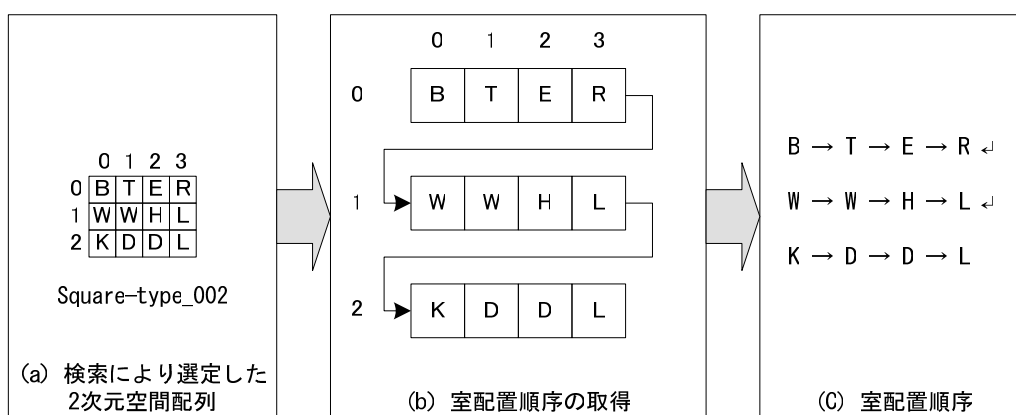 0 1 2 3
0 B T E R
1 W W H L
2 K D D L
Square-type_002
(a) 検索により選定した
2次元空間配列
0 1 2 3
0 B T E R
1 W W H L
2 K D D L
(b) 室配置順序の取得
B → T → E → R ↲
W → W → H → L ↲
K → D → D → L
(C) 室配置順序